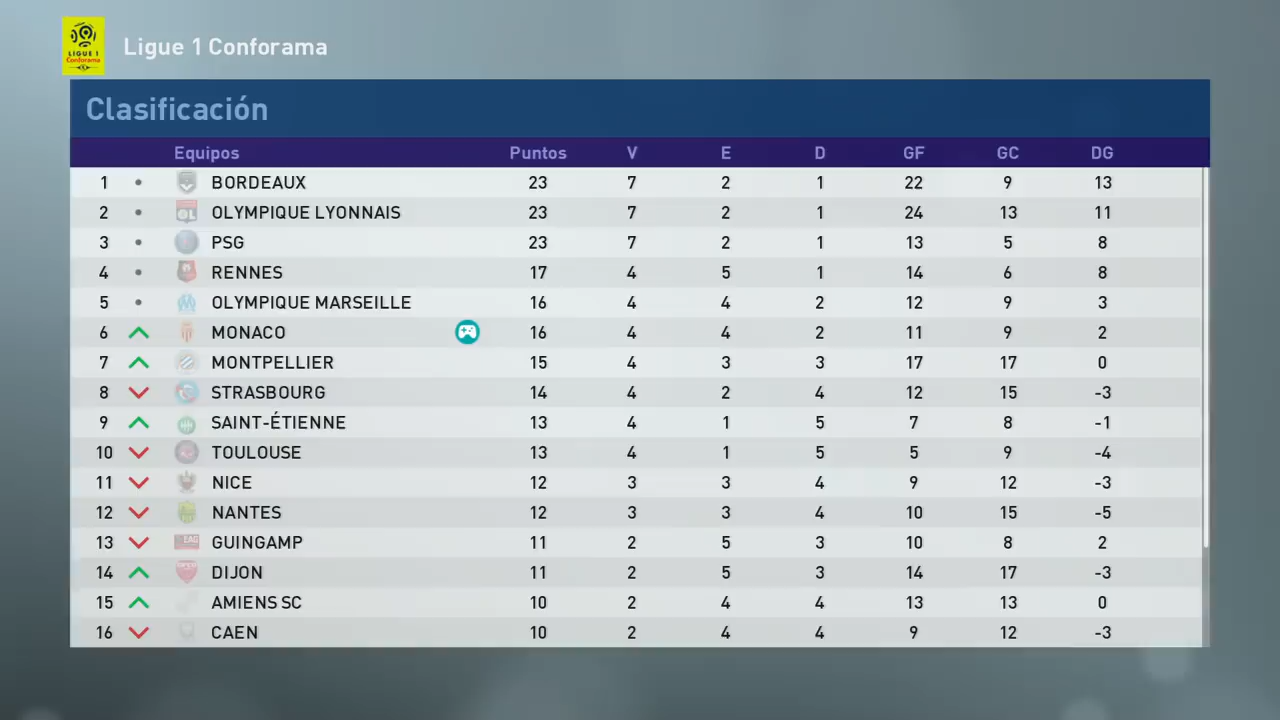 LIGUE 1
Conforama
Ligue 1 Conforama
Clasificación
Equipos Puntos V E D GF GC DG
1 BORDEAUX 23 7 2 1 22 9 13
2 OLYMPIQUE LYONNAIS 23 7 2 1 24 13 11
3 PSG 23 7 2 1 13 5 8
4 RENNES 17 4 5 1 14 6 8
5 OLYMPIQUE MARSEILLE 16 4 4 2 12 9 3
6 MONACO 16 4 4 2 11 9 2
7 MONTPELLIER 15 4 3 3 17 17 0
8 STRASBOURG 14 4 2 4 12 15 -3
9 SAINT-ÉTIENNE 13 4 1 5 7 8 -1
10 TOULOUSE 13 4 1 5 5 9 -4
11 NICE 12 3 3 4 9 12 -3
12 NANTES 12 3 3 4 10 15 -5
13 GUINGAMP 11 2 5 3 10 8 2
14 DIJON 11 2 5 3 14 17 -3
15 AMIENS SC 10 2 4 4 13 13 0
16 CAEN 10 2 4 4 9 12 -3